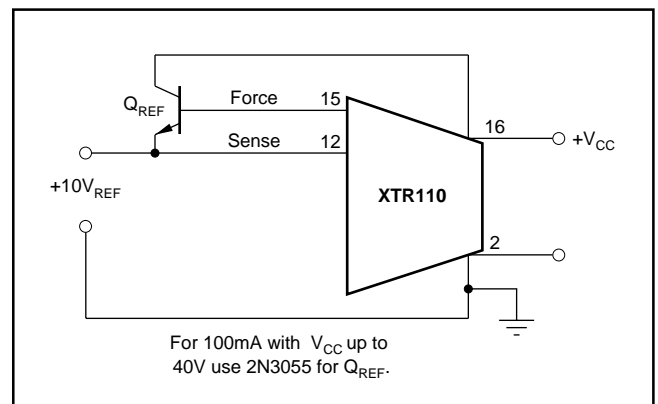 Q_REF
Force
15
Sense
12
16
+V_CC
+10V_REF
XTR110
2
For 100mA with V_CC up to
40V use 2N3055 for Q_REF.